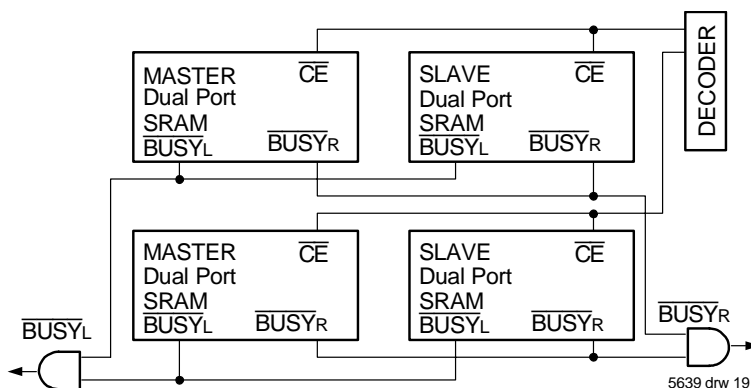 MASTER CE
Dual Port
SRAM
BUSYL BUSYR
SLAVE CE
Dual Port
SRAM
BUSYL BUSYR
DECODER
MASTER CE
Dual Port
SRAM
BUSYL BUSYR
SLAVE CE
Dual Port
SRAM
BUSYL BUSYR
BUSYL
BUSYR
5639 drw 19